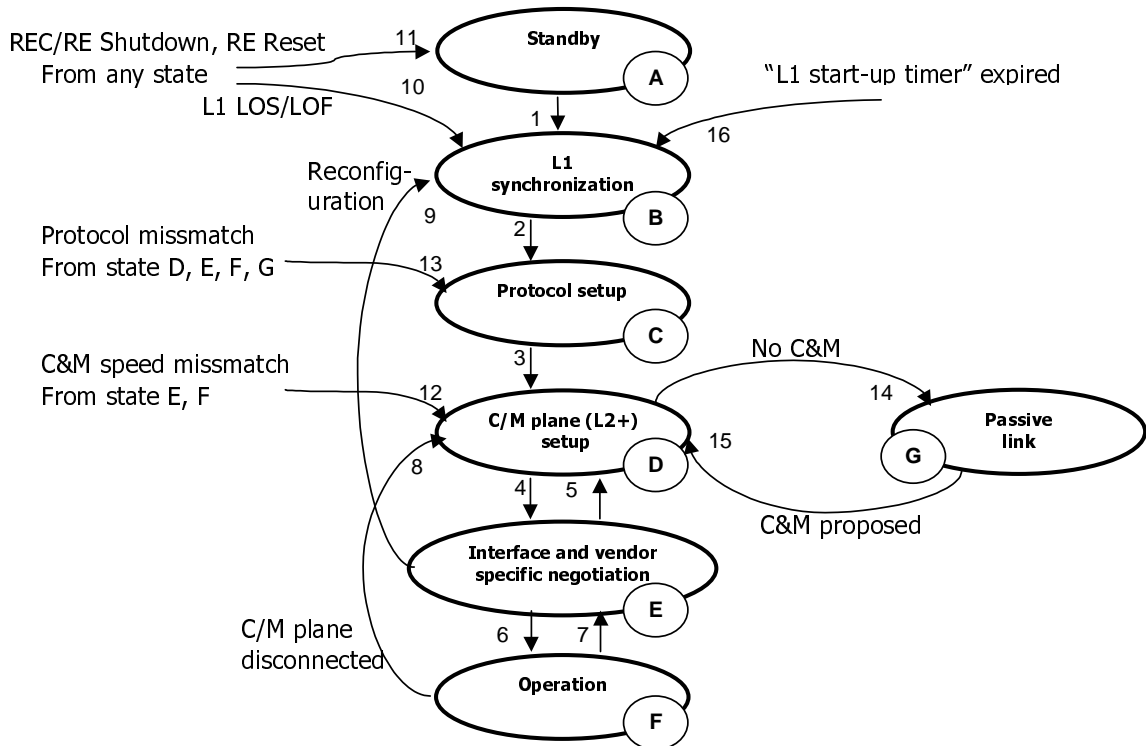 REC/RE Shutdown, RE Reset
From any state
11
Standby
A
10
L1 LOS/LOF
"L1 start-up timer" expired
1
16
L1
synchronization
B
Reconfig-
uration
9
2
Protocol missmatch
From state D, E, F, G
13
Protocol setup
C
3
C&M speed missmatch
From state E, F
12
No C&M
14
C/M plane (L2+)
setup
D
15
Passive
link
G
8
4
5
C&M proposed
Interface and vendor
specific negotiation
E
C/M plane
disconnected
6
7
Operation
F